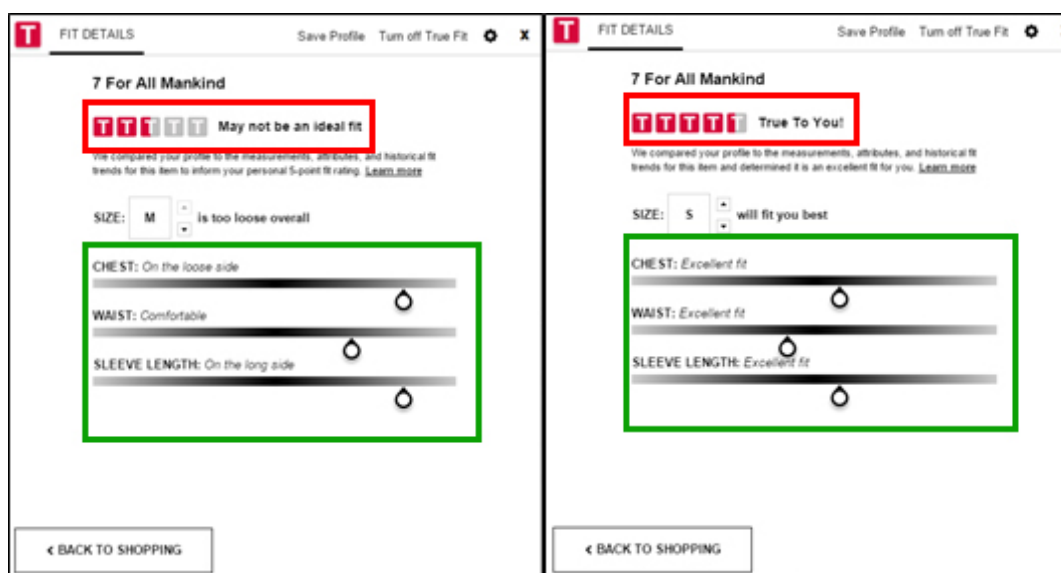 T FIT DETAILS Save Profile Turn off True Fit X
7 For All Mankind
T T T T T May not be an ideal fit
We compared your profile to the measurements, attributes, and historical fit
trends for this item to inform your personal 5-point fit rating. Learn more
SIZE: M is too loose overall
CHEST: On the loose side
WAIST: Comfortable
SLEEVE LENGTH: On the long side
< BACK TO SHOPPING
T FIT DETAILS Save Profile Turn off True Fit
7 For All Mankind
T T T T T True To You!
We compared your profile to the measurements, attributes, and historical fit
trends for this item and determined it is an excellent fit for you. Learn more
SIZE: S will fit you best
CHEST: Excellent fit
WAIST: Excellent fit
SLEEVE LENGTH: Excellent fit
< BACK TO SHOPPING